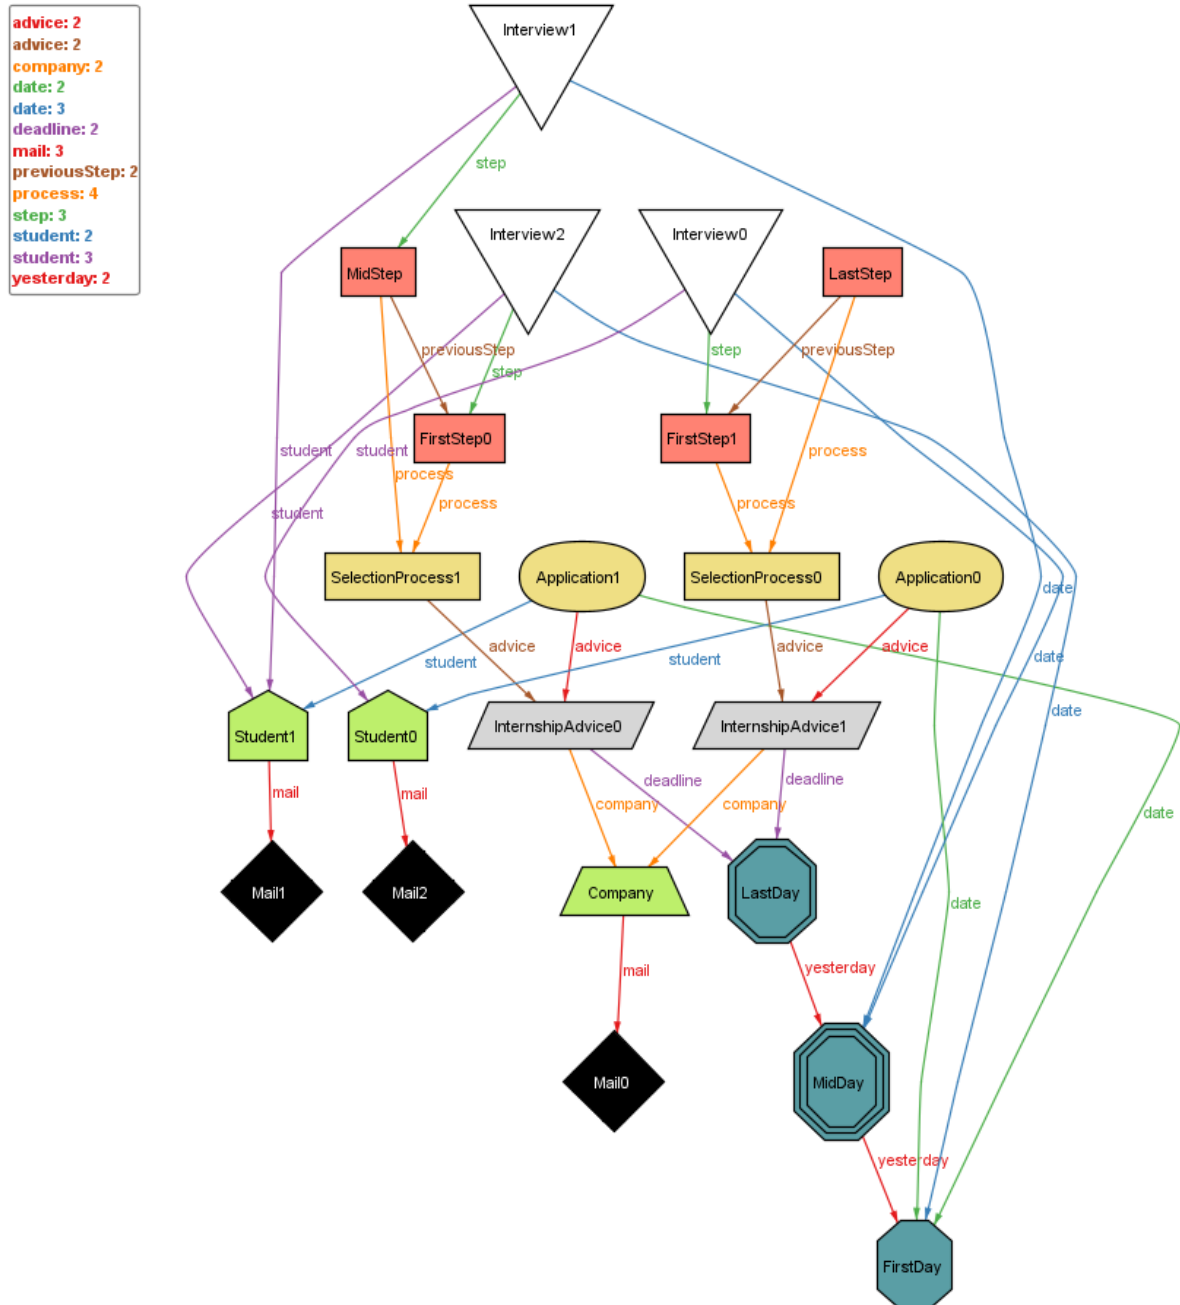 advice: 2
advice: 2
company: 2
date: 2
date: 3
deadline: 2
mail: 3
previousStep: 2
process: 4
step: 3
student: 2
student: 3
yesterday: 2
Interview1
step
Interview2
Interview0
MidStep
LastStep
previousStep
step
step
previousStep
FirstStep0
FirstStep1
student
student
process
process
process
process
student
SelectionProcess1
Application1
SelectionProcess0
Application0
date
advice
advice
advice
advice
student
student
date
date
Student1
Student0
InternshipAdvice0
InternshipAdvice1
mail
mail
deadline
deadline
company
company
date
Mail1
Mail2
Company
LastDay
date
mail
yesterday
Mail0
MidDay
yesterday
FirstDay